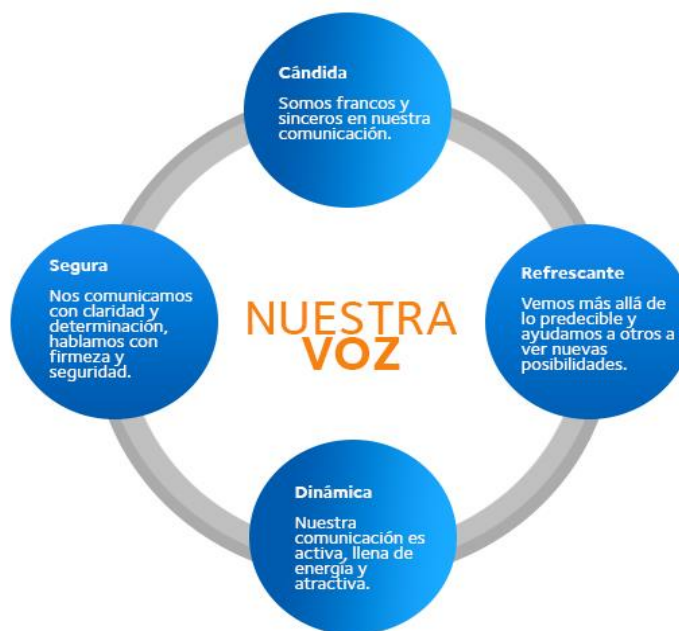 Cándida
Somos francos y
sinceros en nuestra
comunicación.
Segura
Nos comunicamos
con claridad y
determinación,
hablamos con
firmeza y
seguridad.
NUESTRA
VOZ
Refrescante
Vemos más allá de
lo predecible y
ayudamos a otros a
ver nuevas
posibilidades.
Dinámica
Nuestra
comunicación es
activa, llena de
energía y
atractiva.